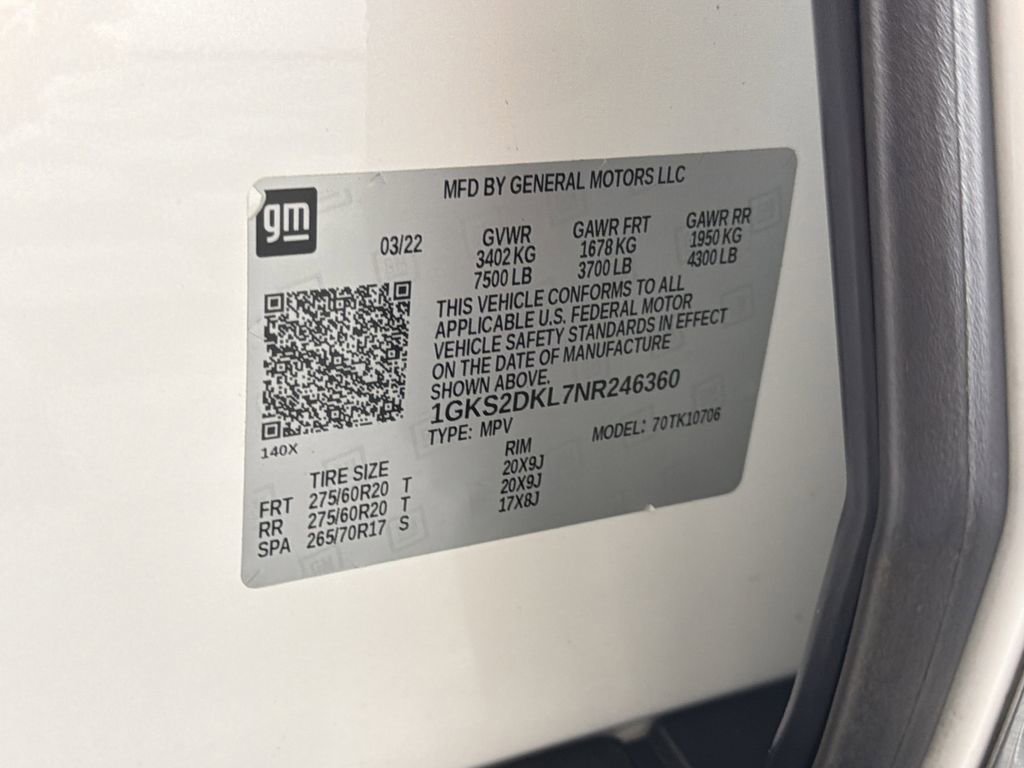 gm
MFD BY GENERAL MOTORS LLC
03/22
GVWR
3402 KG
7500 LB
GAWR FRT
1678 KG
3700 LB
GAWR RR
1950 KG
4300 LB
THIS VEHICLE CONFORMS TO ALL
APPLICABLE U.S. FEDERAL MOTOR
VEHICLE SAFETY STANDARDS IN EFFECT
ON THE DATE OF MANUFACTURE
SHOWN ABOVE.
1GKS2DKL7NR246360
TYPE: MPV
MODEL: 70TK10706
140X
TIRE SIZE
RIM
FRT 275/60R20 T 20X9J
RR 275/60R20 T 20X9J
SPA 265/70R17 S 17X8J